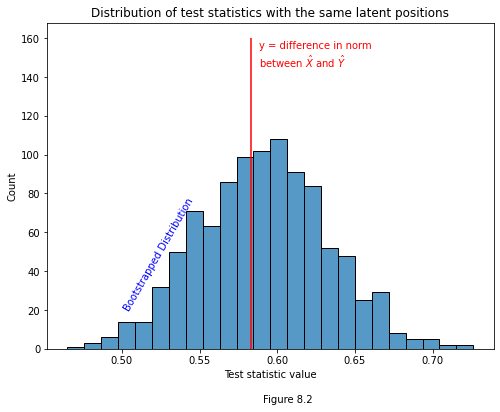 Distribution of test statistics with the same latent positions
160
140
120
100
80
60
40
20
0
Count
y = difference in norm
between X̂ and Ŷ
Bootstrapped Distribution
0.50 0.55 0.60 0.65 0.70
Test statistic value
Figure 8.2